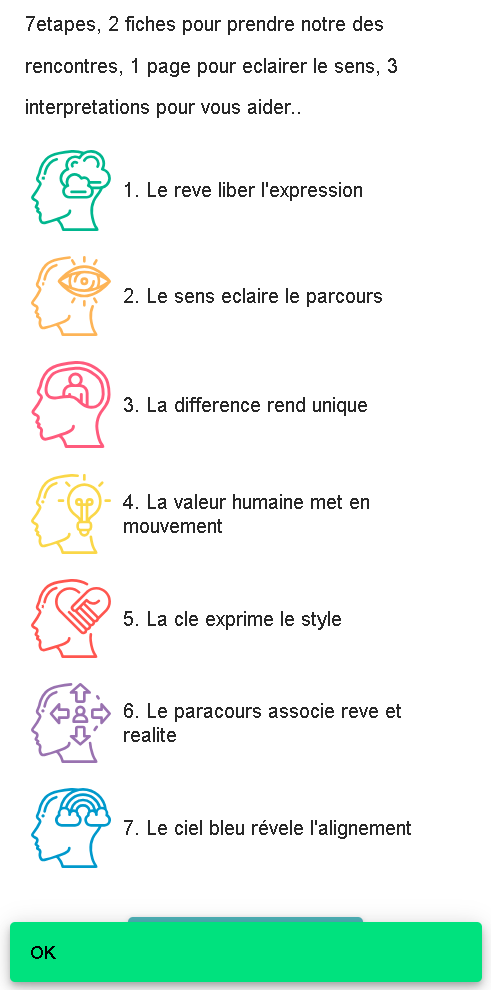 7etapes, 2 fiches pour prendre notre des
rencontres, 1 page pour eclairer le sens, 3
interpretations pour vous aider..
1. Le reve liber l'expression
2. Le sens eclaire le parcours
3. La difference rend unique
4. La valeur humaine met en
mouvement
5. La cle exprime le style
6. Le paracours associe reve et
realite
7. Le ciel bleu révele l'alignement
OK